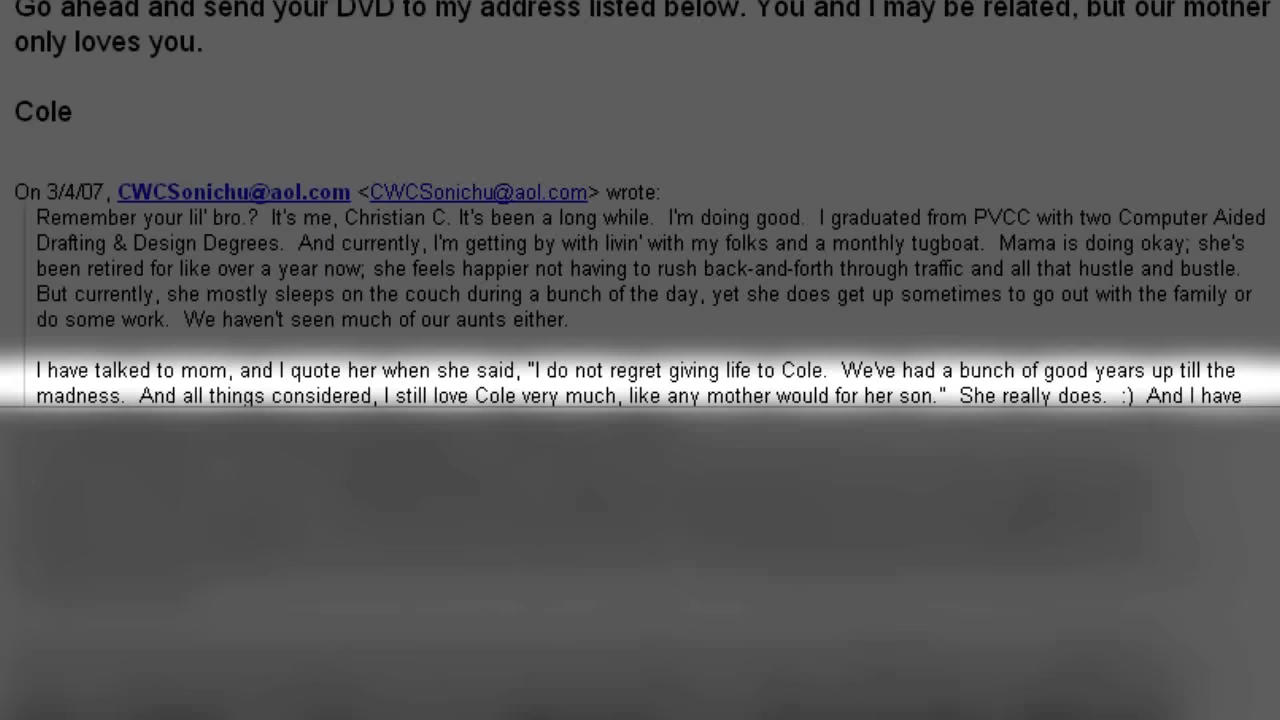 Go ahead and send your DVD to my address listed below. You and I may be related, but our mother
only loves you.
Cole
On 3/4/07, CWCSonichu@aol.com <CWCSonichu@aol.com> wrote:
Remember your lil' bro.?  It's me, Christian C. It's been a long while.  I'm doing good.  I graduated from PVCC with two Computer Aided
Drafting & Design Degrees.  And currently, I'm getting by with livin' with my folks and a monthly tugboat.  Mama is doing okay; she's
been retired for like over a year now; she feels happier not having to rush back-and-forth through traffic and all that hustle and bustle.
But currently, she mostly sleeps on the couch during a bunch of the day, yet she does get up sometimes to go out with the family or
do some work.  We haven't seen much of our aunts either.
I have talked to mom, and I quote her when she said, "I do not regret giving life to Cole.  We've had a bunch of good years up till the
madness.  And all things considered, I still love Cole very much, like any mother would for her son."  She really does.  :)  And I have